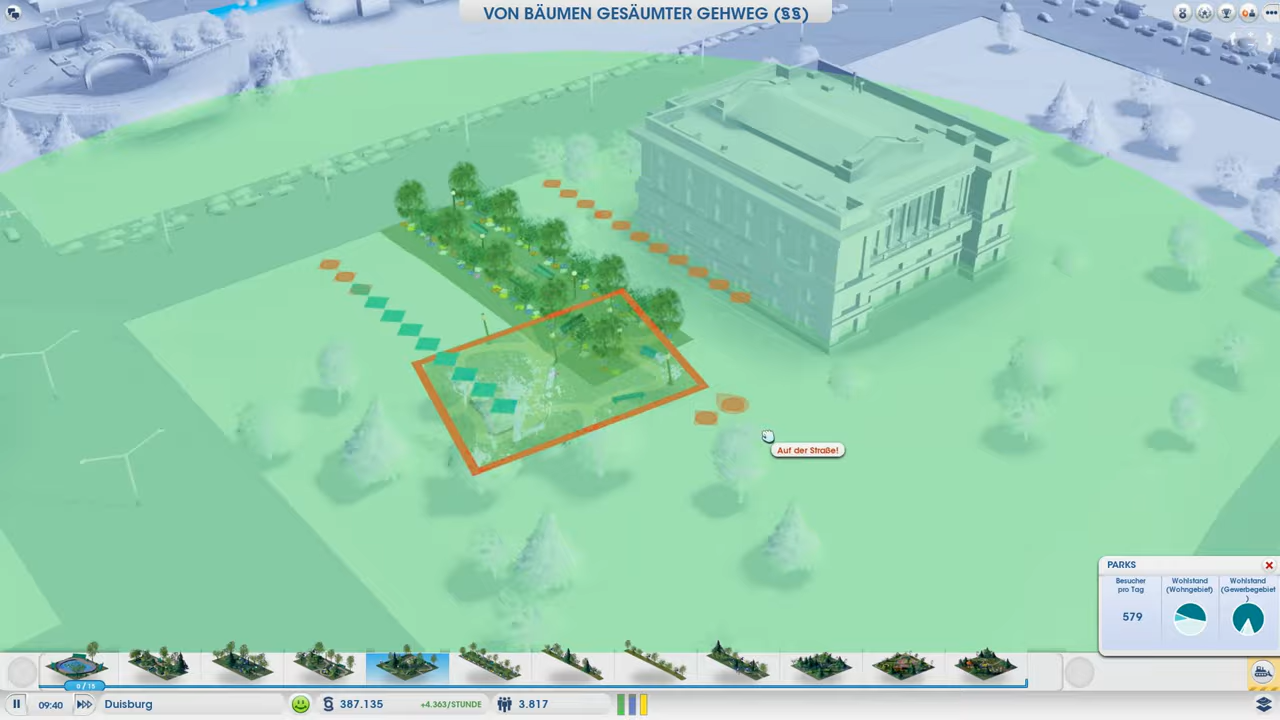 VON BÄUMEN GESÄUMTER GEHWEG (§§)
Auf der Straße!
PARKS
Besucher
pro Tag
579
Wohlstand
(Wohngebiet)
Wohlstand
(Gewerbegebiet
)
0 / 15
09:40
Duisburg
387.135
+4.363/STUNDE
3.817